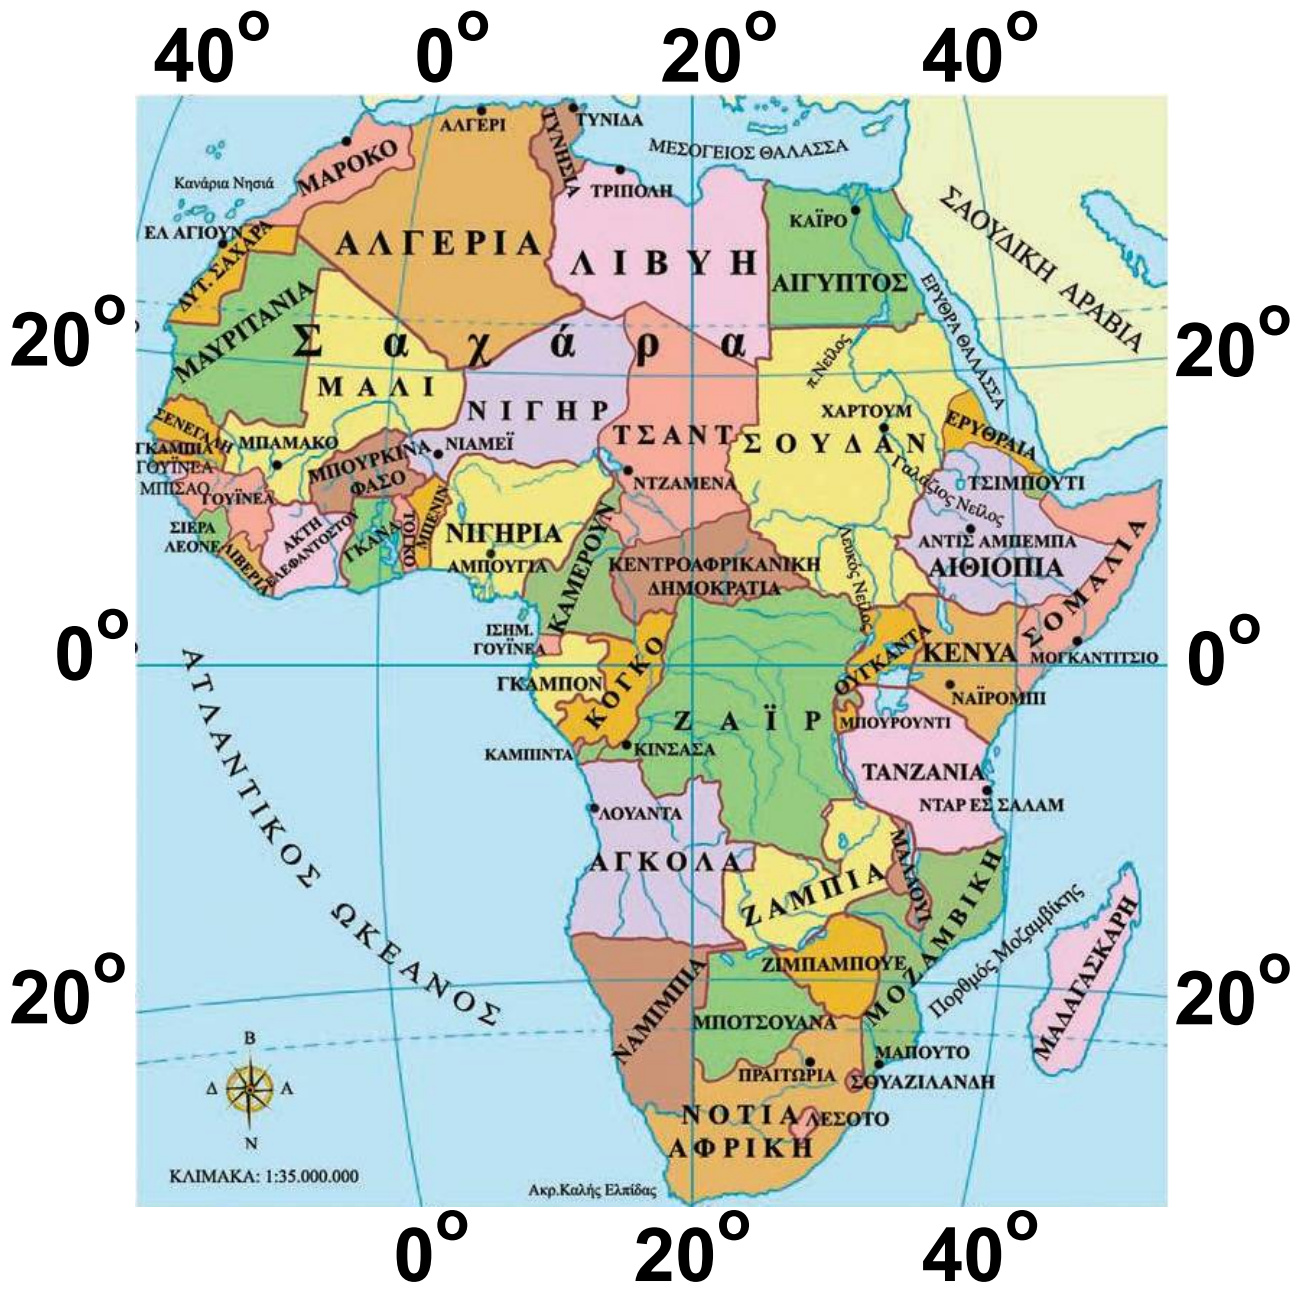 40° 0° 20° 40°
ΑΛΓΕΡΙ
ΤΥΝΙΔΑ
ΤΥΝΗΣΙΑ
ΜΕΣΟΓΕΙΟΣ ΘΑΛΑΣΣΑ
ΜΑΡΟΚΟ
Κανάρια Νησιά
ΤΡΙΠΟΛΗ
ΕΛ ΑΓΙΟΥΝ
ΔΥΤ. ΣΑΧΑΡΑ
ΑΛΓΕΡΙΑ
ΛΙΒΥΗ
ΚΑΪΡΟ
ΑΙΓΥΠΤΟΣ
ΣΑΟΥΔΙΚΗ ΑΡΑΒΙΑ
ΕΡΥΘΡΑ ΘΑΛΑΣΣΑ
20°
20°
ΜΑΥΡΙΤΑΝΙΑ
Σαχάρα
π.Νείλος
ΜΑΛΙ
ΝΙΓΗΡ
ΤΣΑΝΤ
ΧΑΡΤΟΥΜ
ΣΟΥΔΑΝ
ΕΡΥΘΡΑΙΑ
ΣΕΝΕΓΑΛΗ
ΓΚΑΜΠΙΑ
ΓΟΥΪΝΕΑ
ΜΠΙΣΑΟ
ΜΠΑΜΑΚΟ
ΝΙΑΜΕΪ
ΜΠΟΥΡΚΙΝΑ
ΦΑΣΟ
ΝΤΖΑΜΕΝΑ
Γαλάζιος Νείλος
ΤΣΙΜΠΟΥΤΙ
ΓΟΥΪΝΕΑ
ΣΙΕΡΑ
ΛΕΟΝΕ
ΛΙΒΕΡΙΑ
ΑΚΤΗ
ΕΛΕΦΑΝΤΟΣΤΟΥ
ΓΚΑΝΑ
ΤΟΓΚΟ
ΜΠΕΝΙΝ
ΝΙΓΗΡΙΑ
ΑΜΠΟΥΓΙΑ
ΚΑΜΕΡΟΥΝ
ΚΕΝΤΡΟΑΦΡΙΚΑΝΙΚΗ
ΔΗΜΟΚΡΑΤΙΑ
Λευκός Νείλος
ΑΝΤΙΣ ΑΜΠΕΜΠΑ
ΑΙΘΙΟΠΙΑ
ΣΟΜΑΛΙΑ
0°
0°
ΙΣΗΜ.
ΓΟΥΪΝΕΑ
ΓΚΑΜΠΟΝ
ΚΟΓΚΟ
ΟΥΓΚΑΝΤΑ
ΚΕΝΥΑ
ΜΟΓΚΑΝΤΙΤΣΙΟ
ΝΑΪΡΟΜΠΙ
ΖΑΪΡ
ΜΠΟΥΡΟΥΝΤΙ
ΚΑΜΠΙΝΤΑ
ΚΙΝΣΑΣΑ
ΤΑΝΖΑΝΙΑ
ΝΤΑΡ ΕΣ ΣΑΛΑΜ
ΛΟΥΑΝΤΑ
ΑΓΚΟΛΑ
ΑΤΛΑΝΤΙΚΟΣ ΩΚΕΑΝΟΣ
ΖΑΜΠΙΑ
ΜΑΛΑΟΥΙ
ΜΟΖΑΜΒΙΚΗ
Πορθμός Μοζαμβίκης
ΜΑΛΑΓΑΣΚΑΡΗ
20°
20°
ΖΙΜΠΑΜΠΟΥΕ
ΝΑΜΙΜΠΙΑ
ΜΠΟΤΣΟΥΑΝΑ
ΜΑΠΟΥΤΟ
ΠΡΑΙΤΩΡΙΑ
ΣΟΥΑΖΙΛΑΝΔΗ
ΝΟΤΙΑ
ΑΦΡΙΚΗ
ΛΕΣΟΤΟ
Β
Δ Α
Ν
ΚΛΙΜΑΚΑ: 1:35.000.000
Ακρ.Καλής Ελπίδας
0° 20° 40°